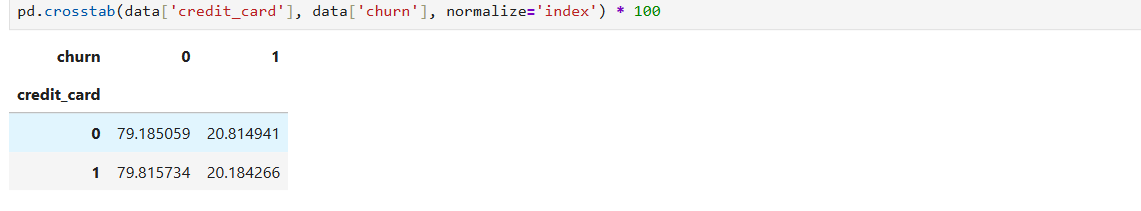 pd.crosstab(data['credit_card'], data['churn'], normalize='index') * 100
churn 0 1
credit_card
0 79.185059 20.814941
1 79.815734 20.184266